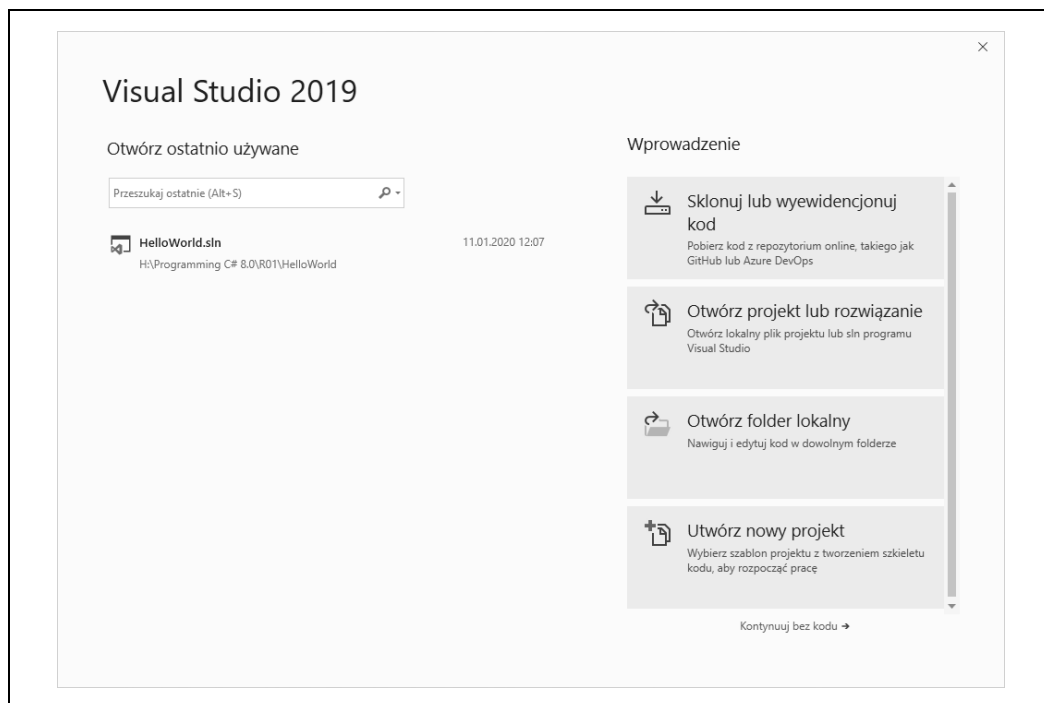 Visual Studio 2019
Otwórz ostatnio używane
Przeszukaj ostatnie (Alt+S)
HelloWorld.sln
11.01.2020 12:07
H:\Programming C# 8.0\R01\HelloWorld
Wprowadzenie
Sklonuj lub wyewidencjonuj
kod
Pobierz kod z repozytorium online, takiego jak
GitHub lub Azure DevOps
Otwórz projekt lub rozwiązanie
Otwórz lokalny plik projektu lub sln programu
Visual Studio
Otwórz folder lokalny
Nawiguj i edytuj kod w dowolnym folderze
Utwórz nowy projekt
Wybierz szablon projektu z tworzeniem szkieletu
kodu, aby rozpocząć pracę
Kontynuuj bez kodu →